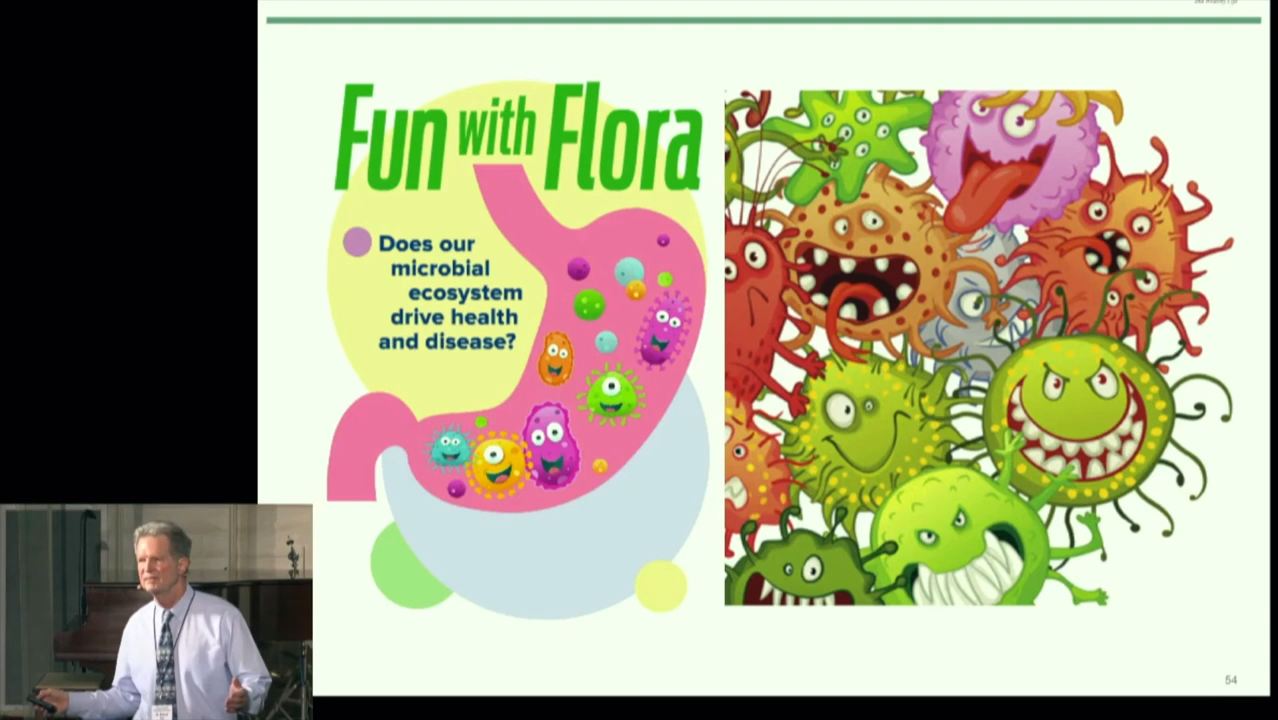 Fun with Flora
Does our
microbial
ecosystem
drive health
and disease?
54